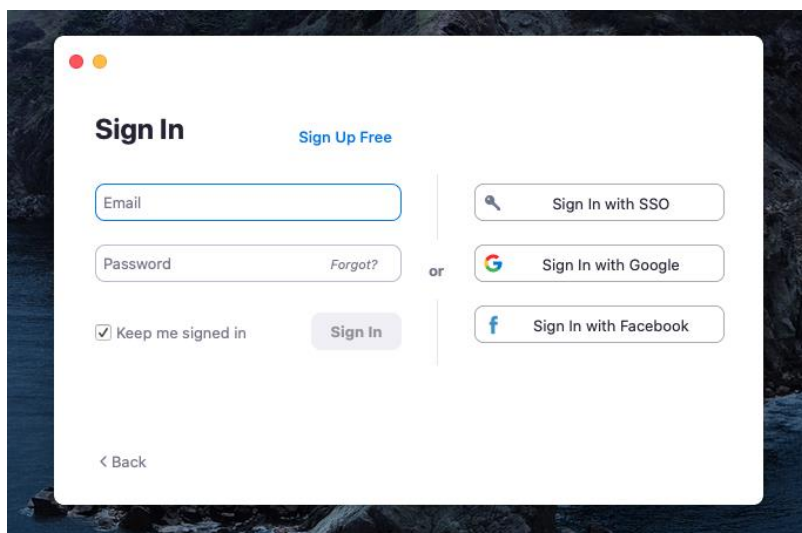 Sign In
Sign Up Free
Email
Password
Forgot?
Keep me signed in
Sign In
or
Sign In with SSO
Sign In with Google
Sign In with Facebook
< Back